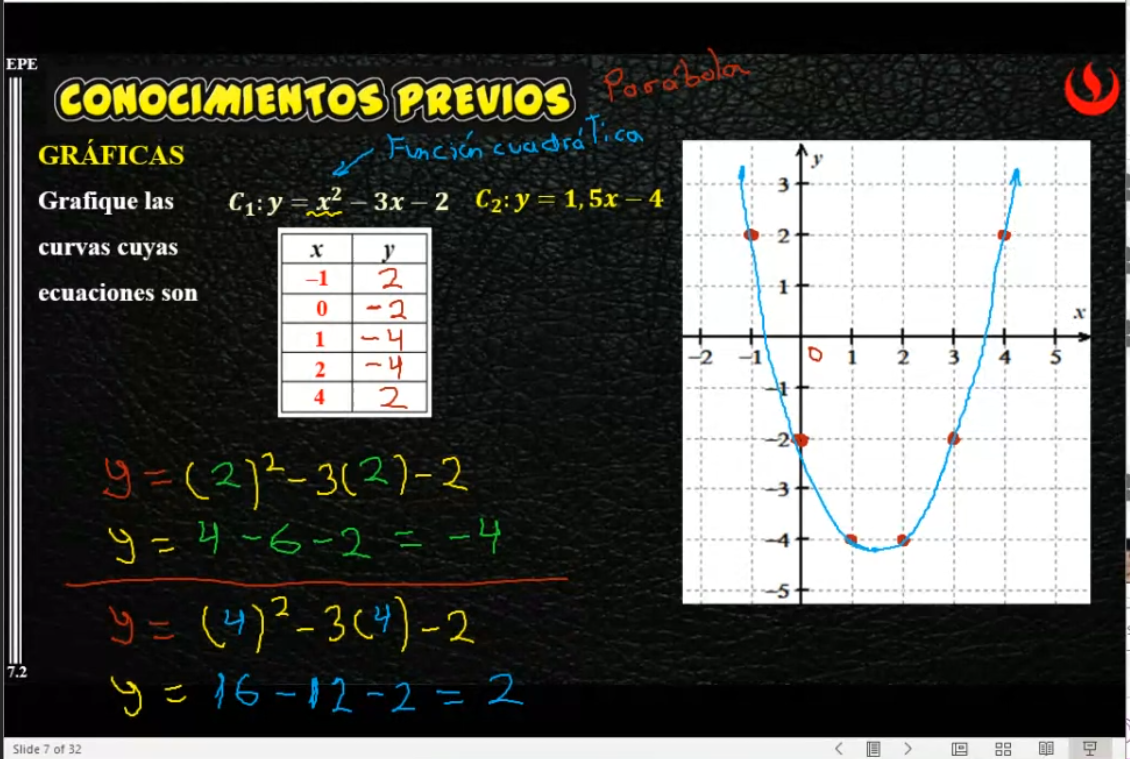 EPE
CONOCIMIENTOS PREVIOS
Parábola
Función cuadrática
GRÁFICAS
Grafique las
curvas cuyas
ecuaciones son
C₁: y = x² − 3x − 2
C₂: y = 1,5x − 4
x y
−1 2
0 −2
1 −4
2 −4
4 2
y = (2)² − 3(2) − 2
y = 4 − 6 − 2 = −4
y = (4)² − 3(4) − 2
y = 16 − 12 − 2 = 2
y
3
2
1
x
−2 −1 0 1 2 3 4 5
−1
−2
−3
−4
−5
7.2
Slide 7 of 32